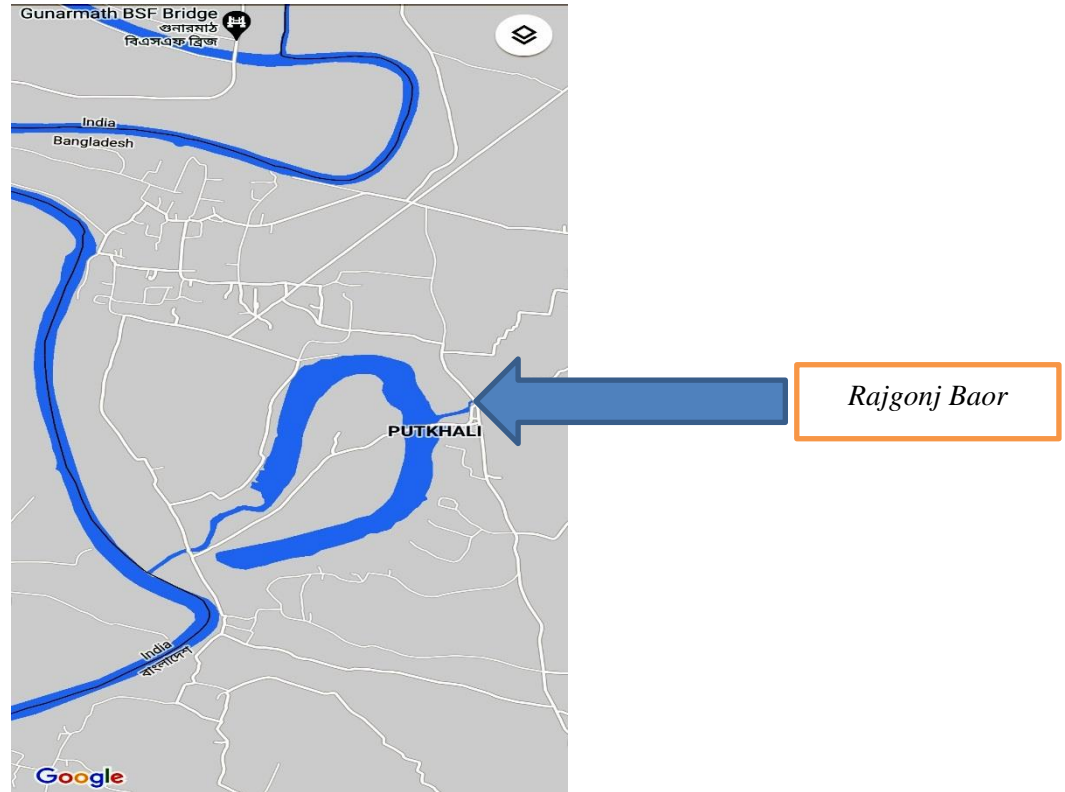 Gunarmath BSF Bridge
গুনারমাঠ
বিএসএফ ব্রিজ
India
Bangladesh
Rajgonj Baor
PUTKHALI
India
বাংলাদেশ
Google